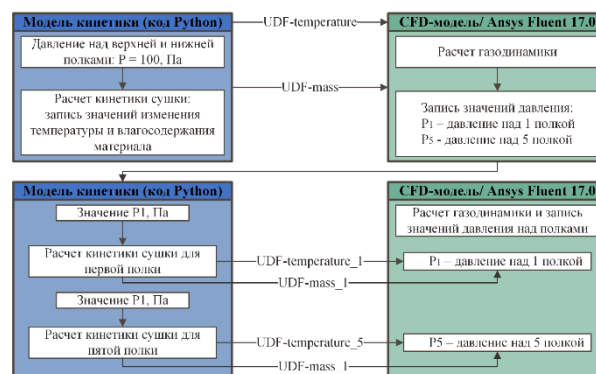 Модель кинетики (код Python)
Давление над верхней и нижней
полками: P = 100, Па
Расчет кинетики сушки:
запись значений изменения
температуры и влагосодержания
материала
UDF-temperature
UDF-mass
CFD-модель/ Ansys Fluent 17.0
Расчет газодинамики
Запись значений давления:
P1 – давление над 1 полкой
P5 - давление над 5 полкой
Модель кинетики (код Python)
Значение P1, Па
Расчет кинетики сушки для
первой полки
Значение P1, Па
Расчет кинетики сушки для
пятой полки
UDF-temperature_1
UDF-mass_1
UDF-temperature_5
UDF-mass_1
CFD-модель/ Ansys Fluent 17.0
Расчет газодинамики и запись
значений давления над полками
P1 – давление над 1 полкой
P5 – давление над 5 полкой